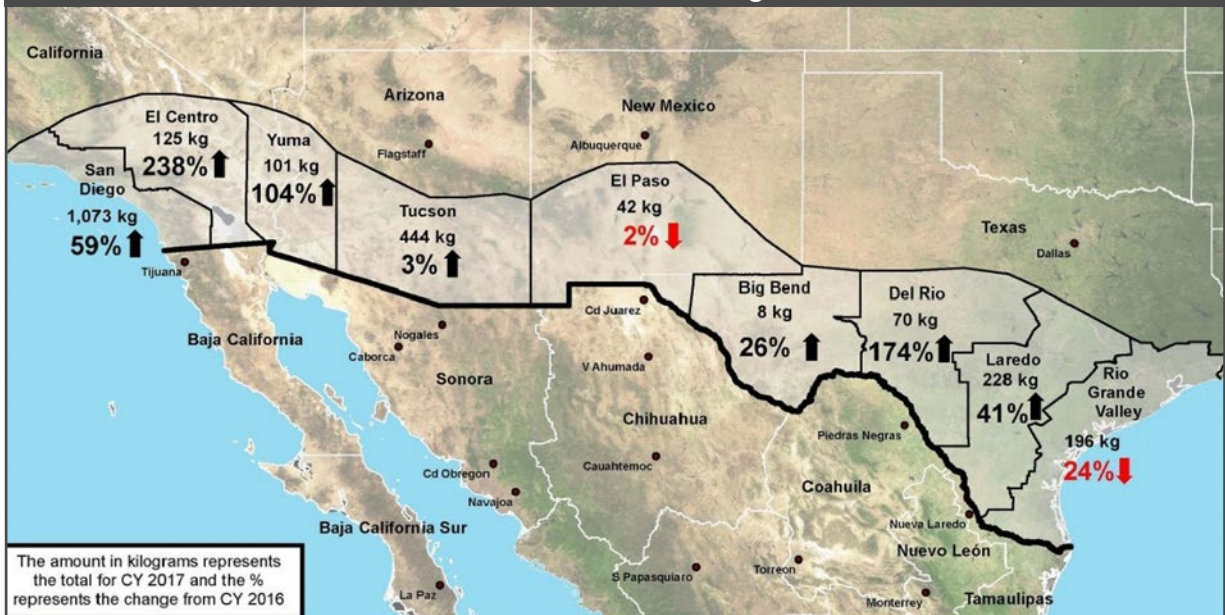 California
El Centro
125 kg
238%
Yuma
101 kg
104%
San
Diego
1,073 kg
59%
Tijuana
Arizona
Flagstaff
Tucson
444 kg
3%
New Mexico
Albuquerque
El Paso
42 kg
2%
Texas
Dallas
Big Bend
8 kg
26%
Del Rio
70 kg
174%
Laredo
228 kg
41%
Rio
Grande
Valley
196 kg
24%
Baja California
Nogales
Caborca
Sonora
Cd Juarez
V Ahumada
Chihuahua
Cauahtemoc
Cd Obregon
Navajoa
Piedras Negras
Coahuila
Nueva Laredo
Nuevo León
Baja California Sur
La Paz
S Papasquiaro
Torreon
Monterrey
Tamaulipas
The amount in kilograms represents
the total for CY 2017 and the %
represents the change from CY 2016